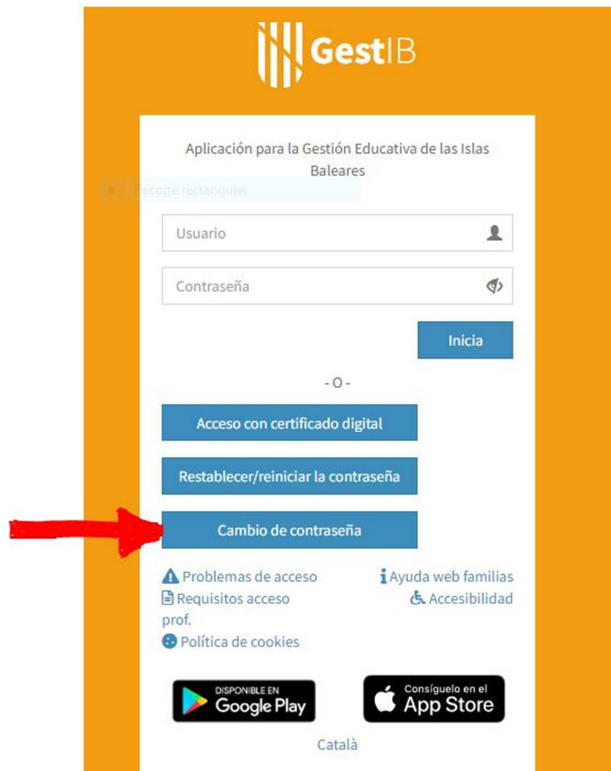 GestIB
Aplicación para la Gestión Educativa de las Islas
Baleares
Recorte rectangular
Usuario
Contraseña
Inicia
- O -
Acceso con certificado digital
Restablecer/reiniciar la contraseña
Cambio de contraseña
Problemas de acceso
Ayuda web familias
Requisitos acceso
prof.
Accesibilidad
Política de cookies
DISPONIBLE EN
Google Play
Consíguelo en el
App Store
Català